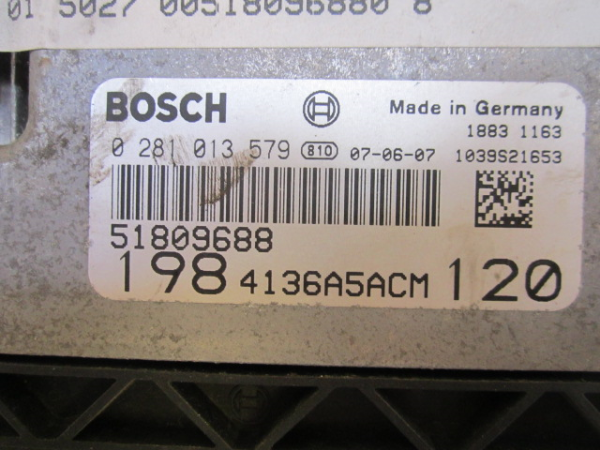 01 5027 00518096880 8
BOSCH Made in Germany
1883 1163
0 281 013 579 810 07-06-07 1039S21653
51809688
198 4136A5ACM 120